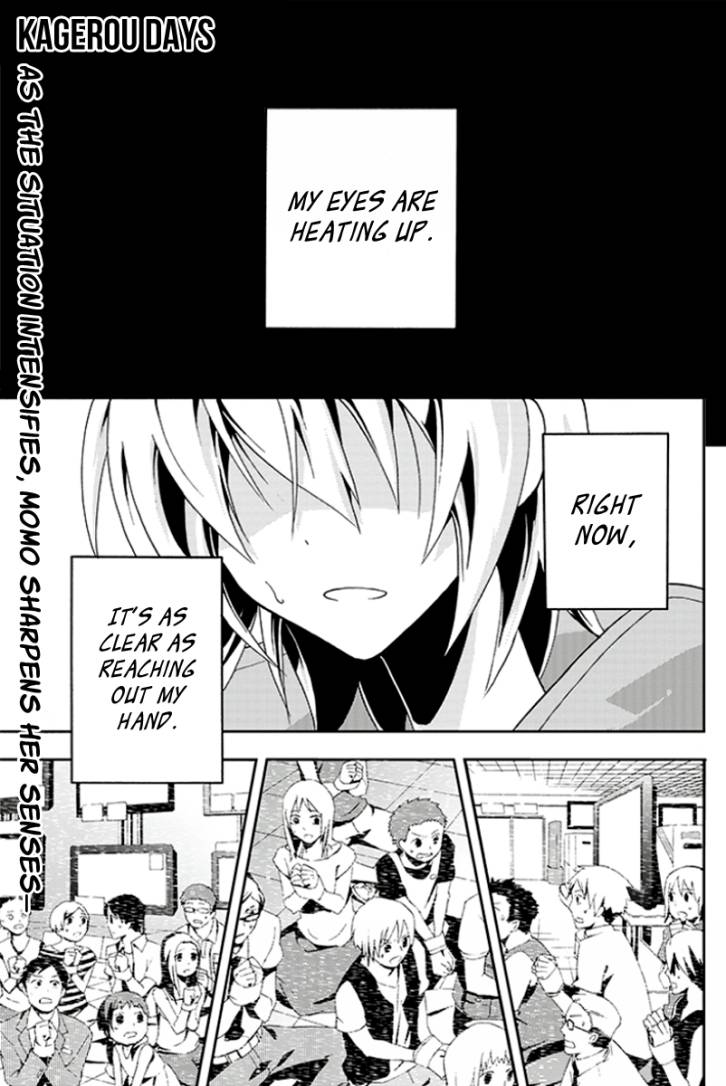 KAGEROU DAYS
AS THE SITUATION INTENSIFIES, MOMO SHARPENS HER SENSES—
MY EYES ARE
HEATING UP.
RIGHT
NOW,
IT'S AS
CLEAR AS
REACHING
OUT MY
HAND.